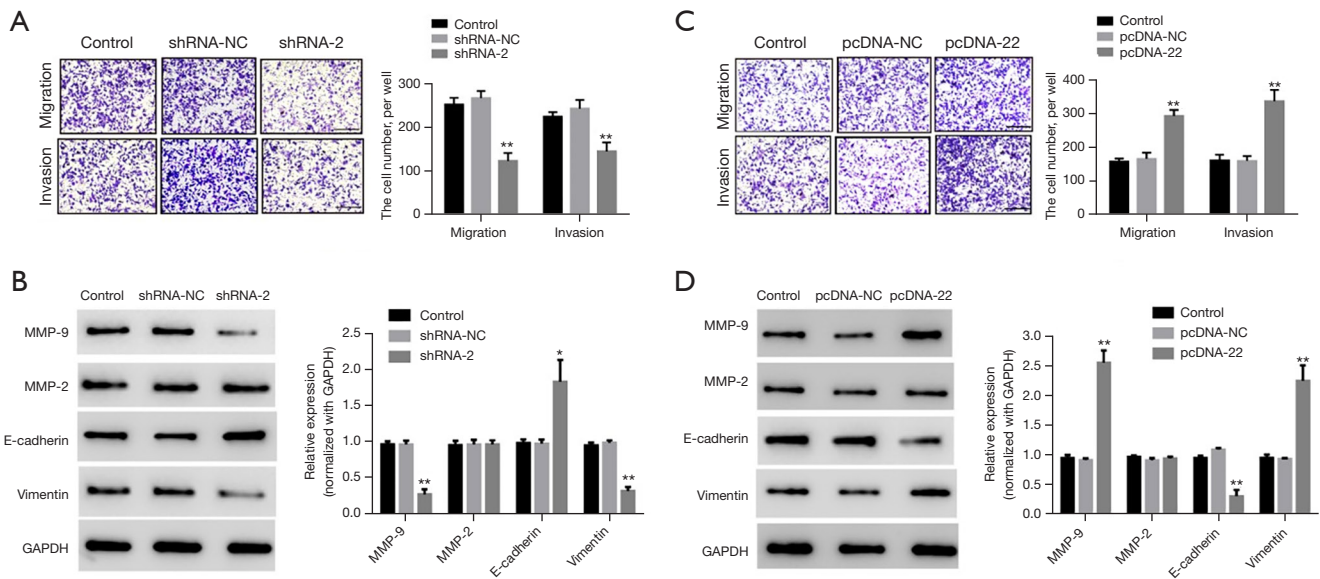 A
Control shRNA-NC shRNA-2
Migration
Invasion
Control
shRNA-NC
shRNA-2
The cell number, per well
300
200
100
0
Migration Invasion
**
**
C
Control pcDNA-NC pcDNA-22
Migration
Invasion
Control
pcDNA-NC
pcDNA-22
The cell number, per well
400
300
200
100
0
Migration Invasion
**
**
B
Control shRNA-NC shRNA-2
MMP-9
MMP-2
E-cadherin
Vimentin
GAPDH
Control
shRNA-NC
shRNA-2
Relative expression
(normalized with GAPDH)
2.5
2.0
1.5
1.0
0.5
0.0
**
*
**
MMP-9 MMP-2 E-cadherin Vimentin
D
Control pcDNA-NC pcDNA-22
MMP-9
MMP-2
E-cadherin
Vimentin
GAPDH
Control
pcDNA-NC
pcDNA-22
Relative expression
(normalized with GAPDH)
3.0
2.5
2.0
1.5
1.0
0.5
0.0
**
**
**
MMP-9 MMP-2 E-cadherin Vimentin